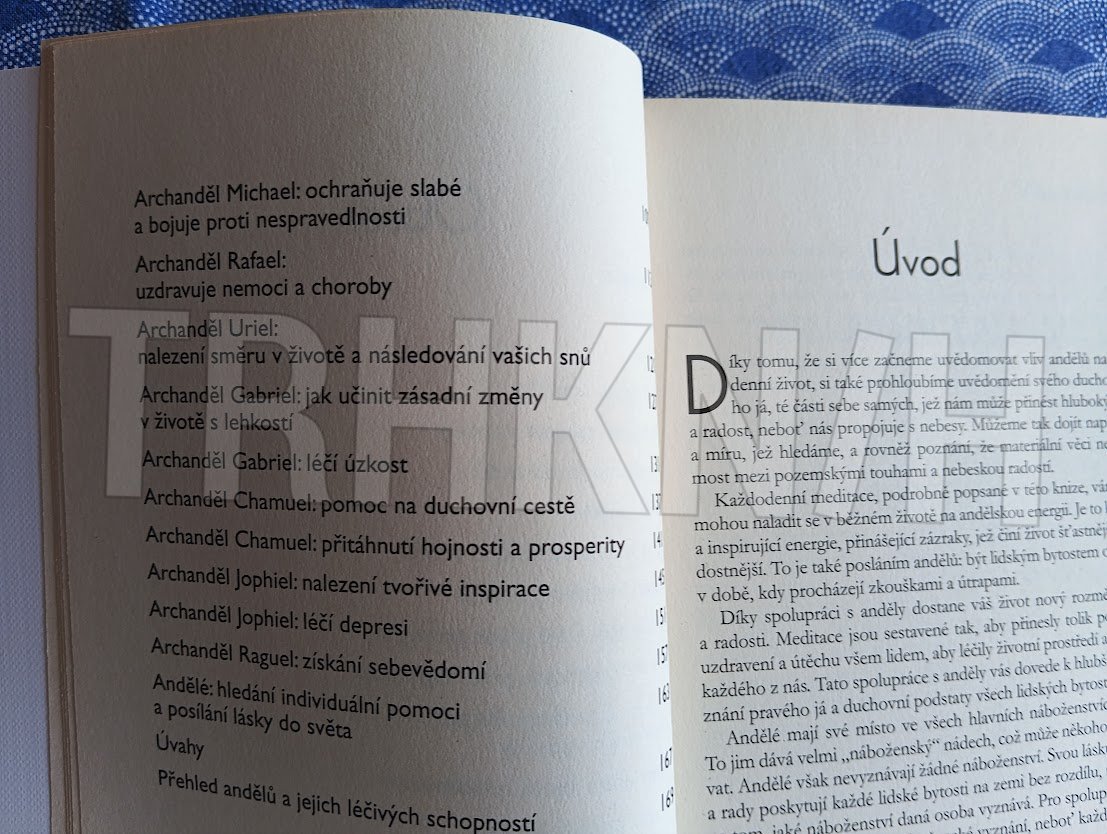 Archanděl Michael: ochraňuje slabé
a bojuje proti nespravedlnosti
Archanděl Rafael:
uzdravuje nemoci a choroby
Archanděl Uriel:
nalezení směru v životě a následování vašich snů
Archanděl Gabriel: jak učinit zásadní změny
v životě s lehkostí
Archanděl Gabriel: léčí úzkost
Archanděl Chamuel: pomoc na duchovní cestě
Archanděl Chamuel: přitáhnutí hojnosti a prosperity
Archanděl Jophiel: nalezení tvořivé inspirace
Archanděl Jophiel: léčí depresi
151
Archanděl Raguel: získání sebevědomí
157
Andělé: hledání individuální pomoci
a posílání lásky do světa
163
Úvahy
167
Přehled andělů a jejich léčivých schopností
169
Úvod
Díky tomu, že si více začneme uvědomovat vliv andělů na
denní život, si také prohloubíme uvědomění svého
ho já, té části sebe samých, jež nám může přinést
a radost, neboť nás propojuje s nebesy. Můžeme tak dojít
a míru, jež hledáme, a rovněž poznání, že materiální věci
most mezi pozemskými touhami a nebeskou radostí.
Každodenní meditace, podrobně popsané v této knize,
mohou naladit se v běžném životě na andělskou energii. Je to
a inspirující energie, přinášející zázraky, jež činí život
dostnější. To je také posláním andělů: být lidským bytostem
v době, kdy procházejí zkouškami a útrapami.
Díky spolupráci s anděly dostane váš život nový
a radosti. Meditace jsou sestavené tak, aby přinesly tolik
uzdravení a útěchu všem lidem, aby léčily životní prostředí a
každého z nás. Tato spolupráce s anděly vás dovede k
znání pravého já a duchovní podstaty všech lidských
Andělé mají své místo ve všech hlavních
To jim dává velmi „náboženský“ nádech, což může někoho
vat. Andělé však nevyznávají žádné náboženství. Svou
a rady poskytují každé lidské bytosti na zemi bez rozdílu,
jaké náboženství daná osoba vyznává. Pro
vyznání, neboť
TRHKNIH